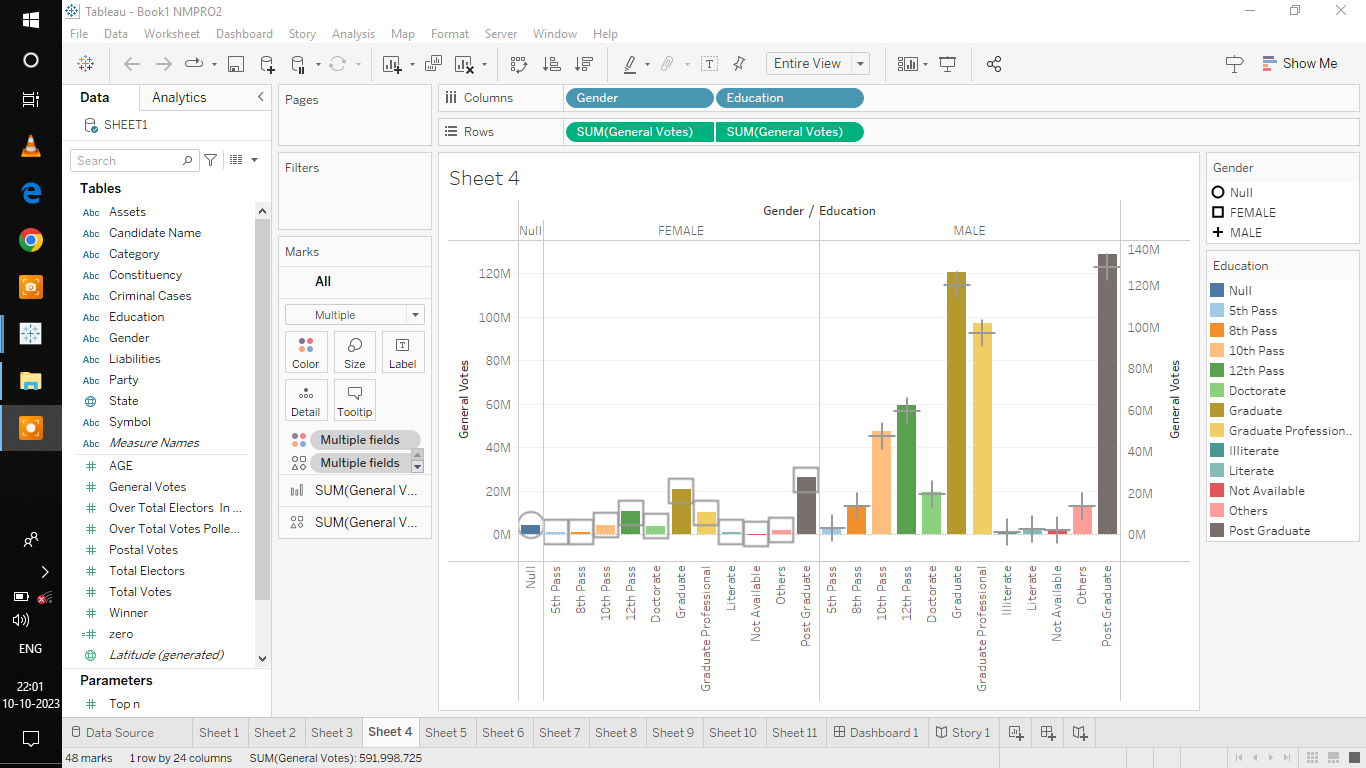 Tableau - Book1 NMPRO2
File Data Worksheet Dashboard Story Analysis Map Format Server Window Help
Entire View
Show Me
Data Analytics
SHEET1
Search
Tables
Abc Assets
Abc Candidate Name
Abc Category
Abc Constituency
Abc Criminal Cases
Abc Education
Abc Gender
Abc Liabilities
Abc Party
State
Abc Symbol
Abc Measure Names
# AGE
# General Votes
# Over Total Electors In ...
# Over Total Votes Polle...
# Postal Votes
# Total Electors
# Total Votes
# Winner
=# zero
Latitude (generated)
Parameters
# Top n
Pages
Filters
Marks
All
Multiple
Color Size Label
Detail Tooltip
Multiple fields
Multiple fields
SUM(General V...
SUM(General V...
Columns Gender Education
Rows SUM(General Votes) SUM(General Votes)
Sheet 4
Gender / Education
Null FEMALE MALE
General Votes
120M
100M
80M
60M
40M
20M
0M
140M
120M
100M
80M
60M
40M
20M
0M
General Votes
Null
5th Pass
8th Pass
10th Pass
12th Pass
Doctorate
Graduate
Graduate Professional
Literate
Not Available
Others
Post Graduate
5th Pass
8th Pass
10th Pass
12th Pass
Doctorate
Graduate
Graduate Professional
Illiterate
Literate
Not Available
Others
Post Graduate
Gender
Null
FEMALE
MALE
Education
Null
5th Pass
8th Pass
10th Pass
12th Pass
Doctorate
Graduate
Graduate Profession...
Illiterate
Literate
Not Available
Others
Post Graduate
ENG
22:01
10-10-2023
Data Source Sheet 1 Sheet 2 Sheet 3 Sheet 4 Sheet 5 Sheet 6 Sheet 7 Sheet 8 Sheet 9 Sheet 10 Sheet 11 Dashboard 1 Story 1
48 marks 1 row by 24 columns SUM(General Votes): 591,998,725